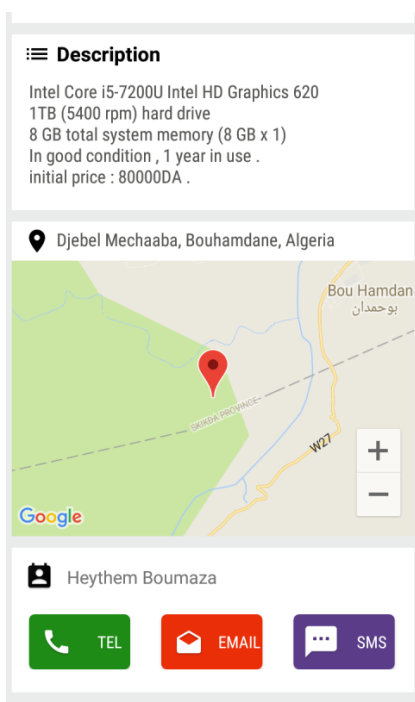 Description
Intel Core i5-7200U Intel HD Graphics 620
1TB (5400 rpm) hard drive
8 GB total system memory (8 GB x 1)
In good condition , 1 year in use .
initial price : 80000DA .
Djebel Mechaaba, Bouhamdane, Algeria
Bou Hamdan
بوحمدان
SKIKDA PROVINCE
W27
Google
Heythem Boumaza
TEL
EMAIL
SMS